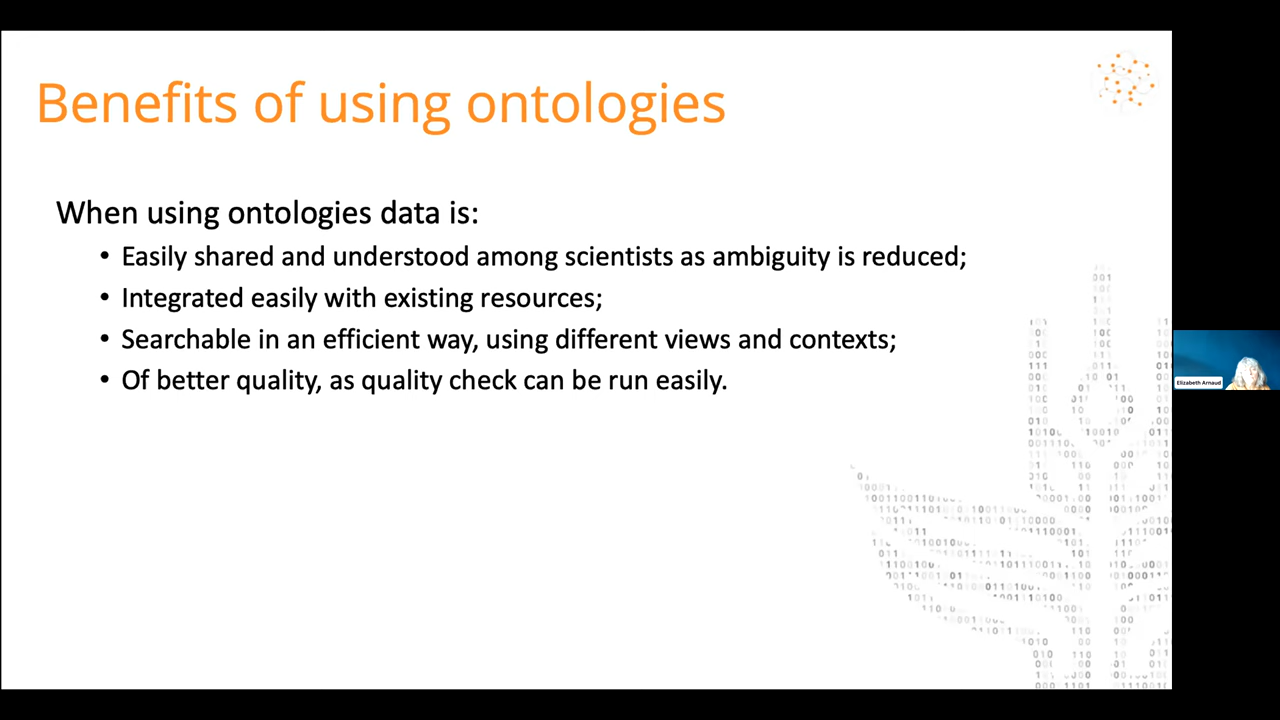 Benefits of using ontologies
When using ontologies data is:
• Easily shared and understood among scientists as ambiguity is reduced;
• Integrated easily with existing resources;
• Searchable in an efficient way, using different views and contexts;
• Of better quality, as quality check can be run easily.
Elizabeth Arnaud